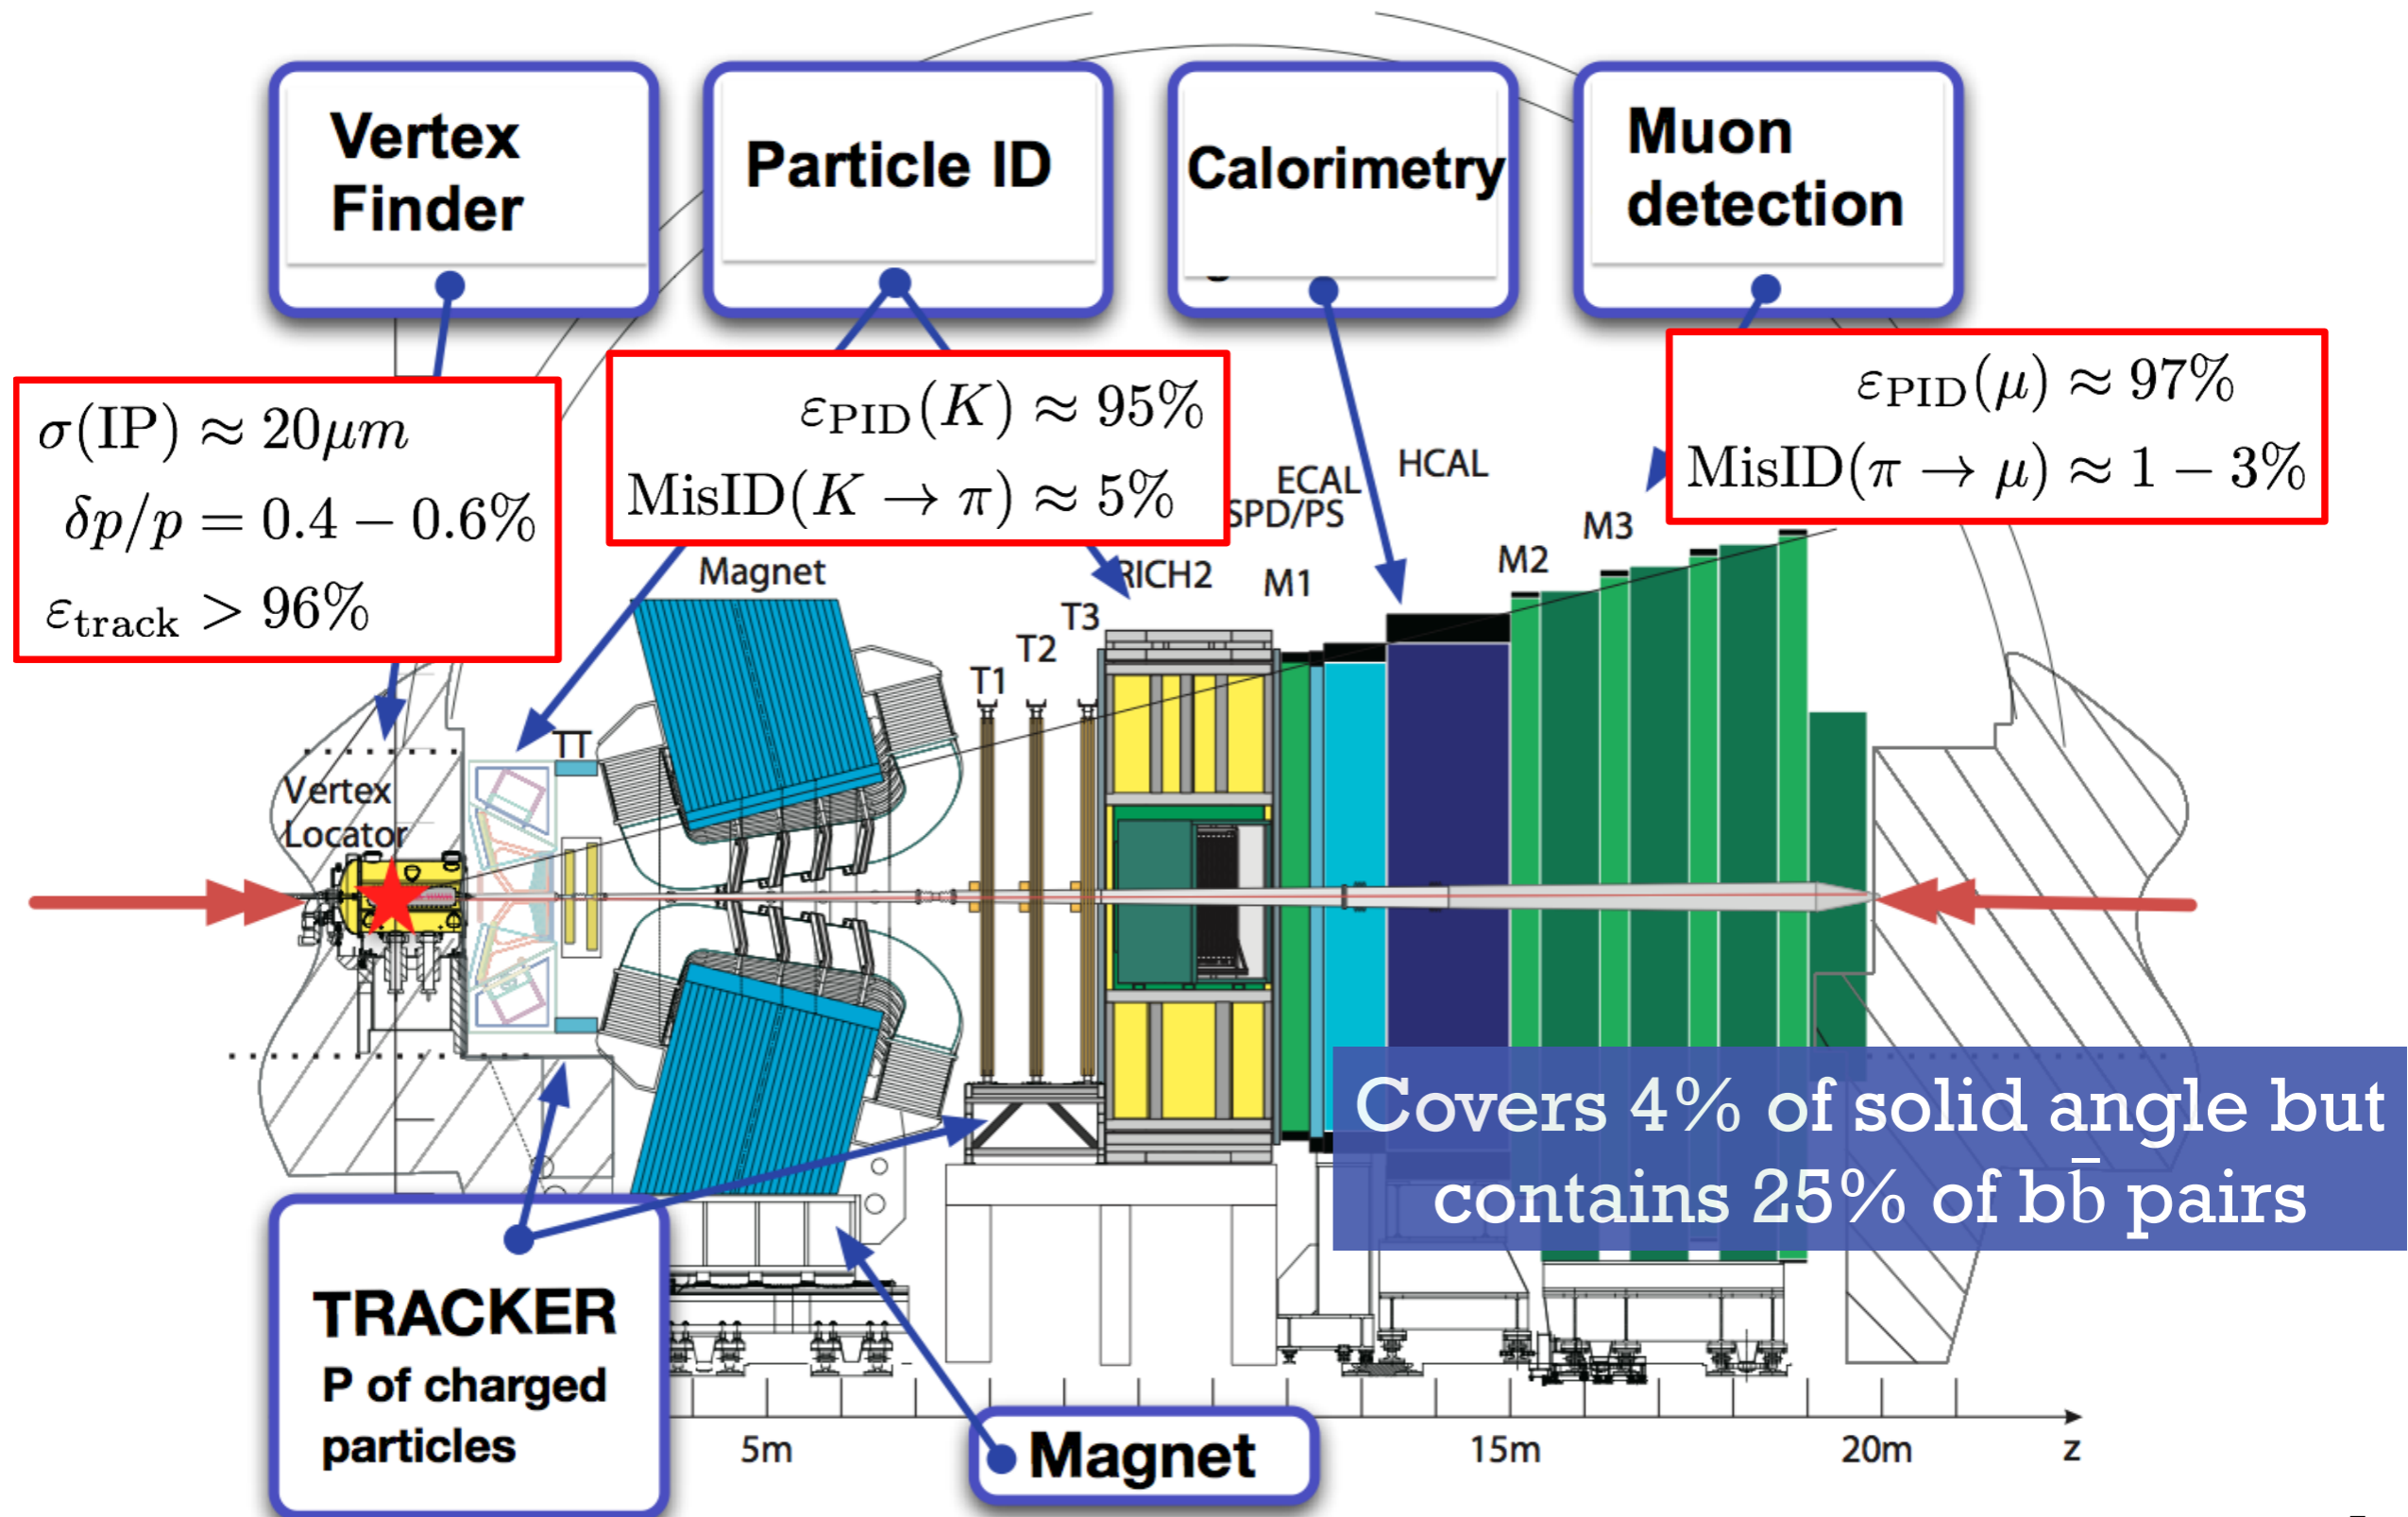 Vertex
Finder
Particle ID
Calorimetry
Muon
detection
σ(IP) ≈ 20μm
δp/p = 0.4 − 0.6%
ε_track > 96%
ε_PID(K) ≈ 95%
MisID(K → π) ≈ 5%
ε_PID(μ) ≈ 97%
MisID(π → μ) ≈ 1 − 3%
ECAL
HCAL
SPD/PS
M3
M2
Magnet
RICH2
M1
T3
T2
T1
TT
Vertex
Locator
Covers 4% of solid angle but
contains 25% of bb̄ pairs
TRACKER
P of charged
particles
Magnet
5m
15m
20m
z